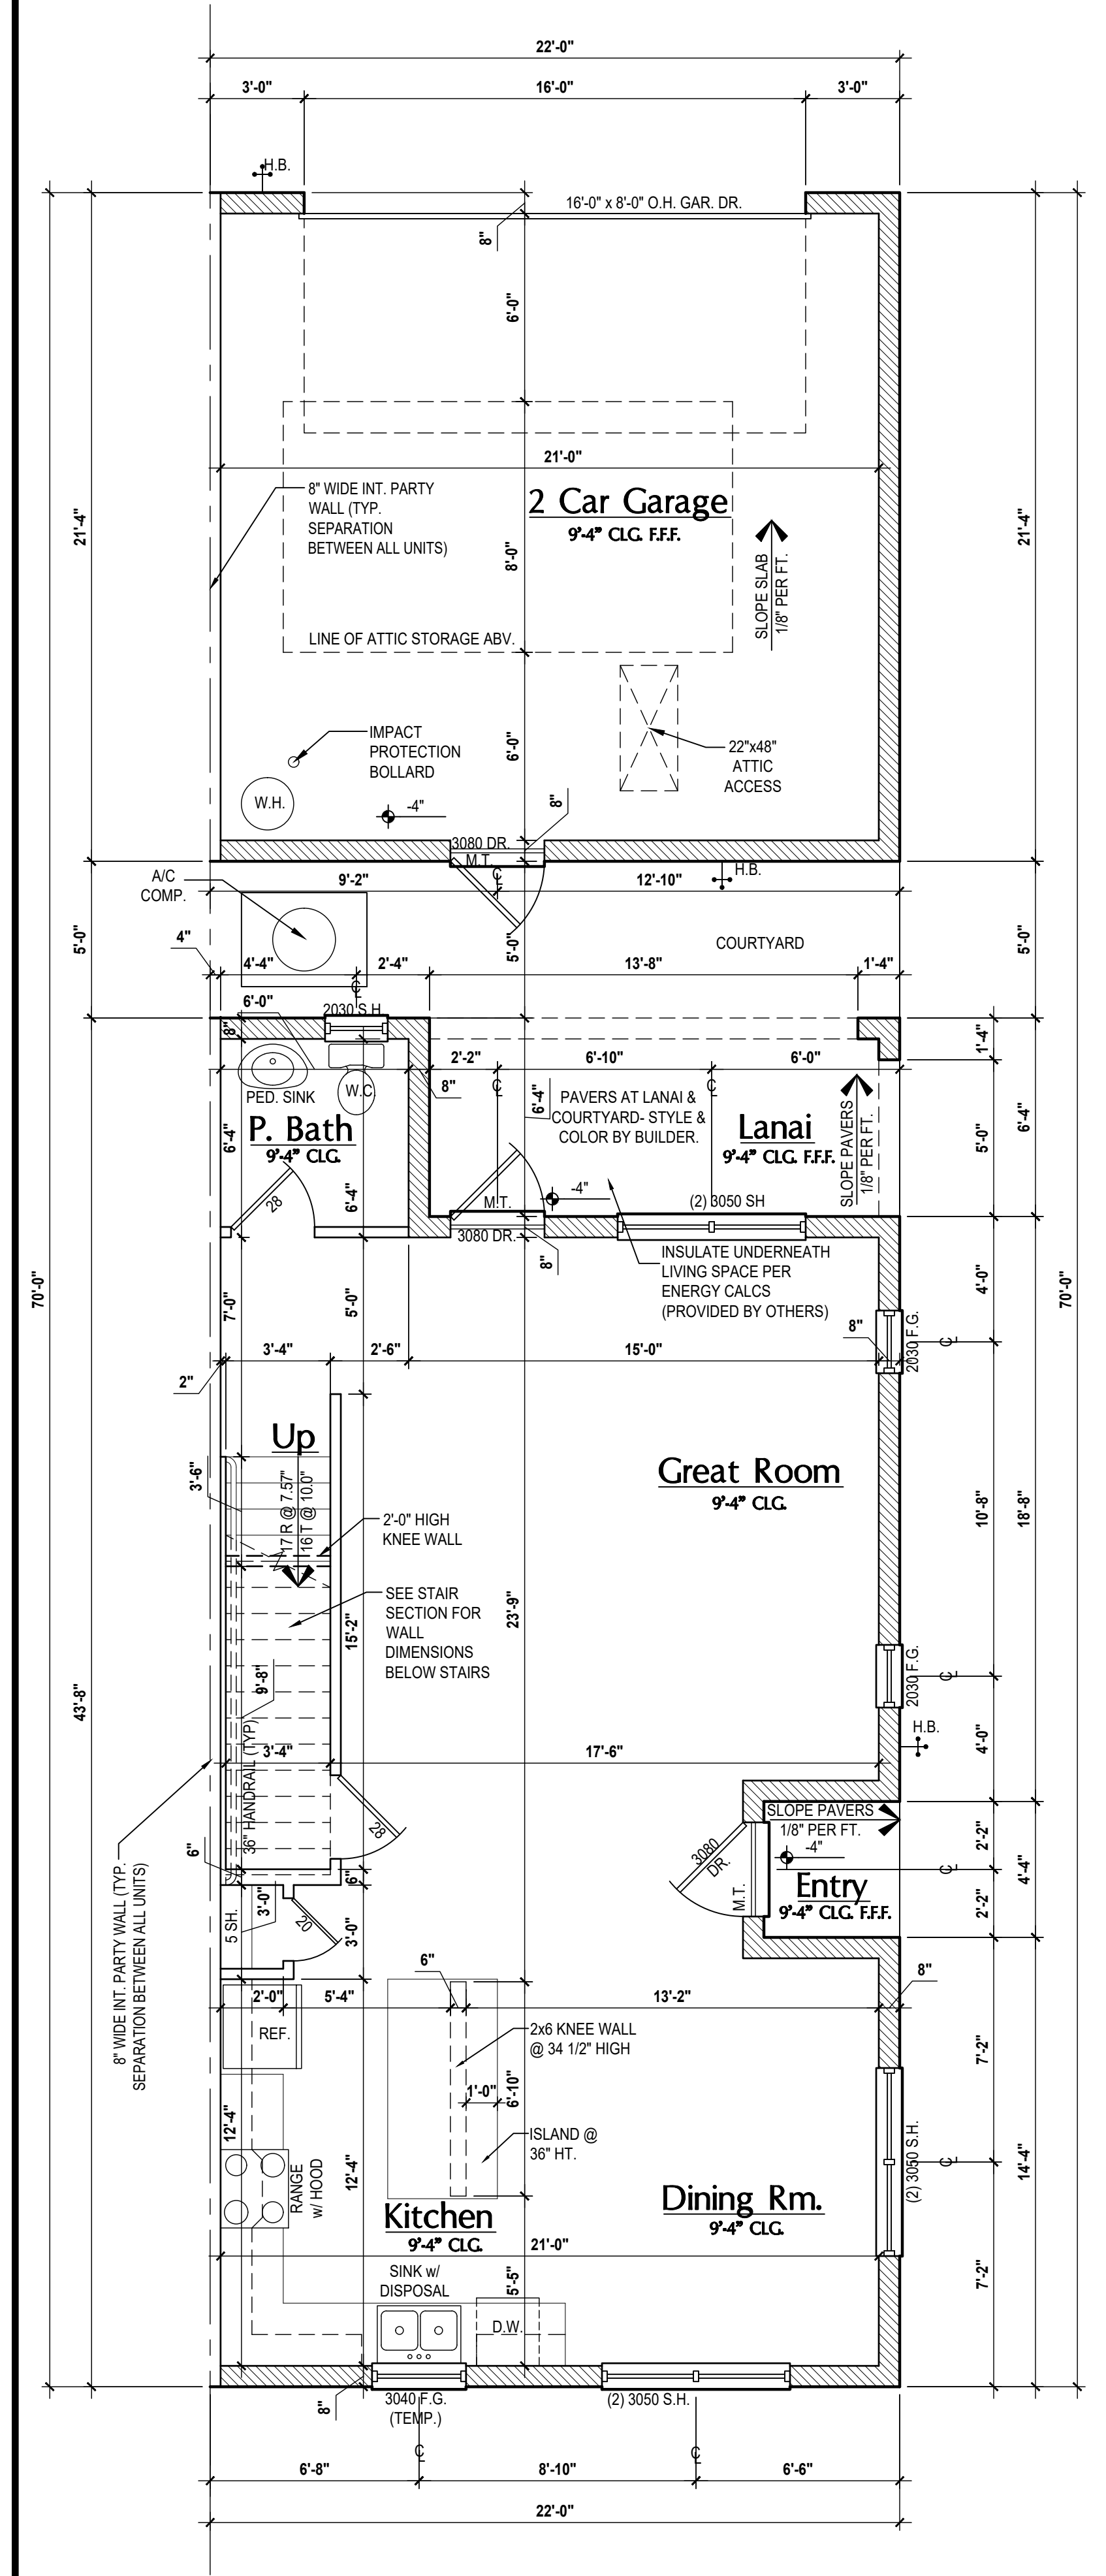 22'-0"
3'-0"
16'-0"
3'-0"
H.B.
16'-0" x 8'-0" O.H. GAR. DR.
8"
6'-0"
21'-0"
8" WIDE INT. PARTY
WALL (TYP.
SEPARATION
BETWEEN ALL UNITS)
2 Car Garage
9'-4" CLG. F.F.F.
21'-4"
21'-4"
8'-0"
SLOPE SLAB
1/8" PER FT.
LINE OF ATTIC STORAGE ABV.
IMPACT
PROTECTION
BOLLARD
6'-0"
22"x48"
ATTIC
ACCESS
W.H.
-4"
8"
3080 DR.
M.T.
H.B.
A/C
COMP.
9'-2"
℄
12'-10"
5'-0"
4"
5'-0"
COURTYARD
5'-0"
4'-4"
2'-4"
13'-8"
1'-4"
℄
6'-0"
2030 S.H.
8"
1'-4"
2'-2"
6'-10"
6'-0"
PED. SINK
W.C.
8"
℄
℄
6'-4"
PAVERS AT LANAI &
COURTYARD- STYLE &
COLOR BY BUILDER.
SLOPE PAVERS
1/8" PER FT.
P. Bath
9'-4" CLG.
6'-4"
6'-4"
Lanai
9'-4" CLG. F.F.F.
5'-0"
6'-4"
28
M.T.
-4"
(2) 3050 SH
3080 DR.
8"
INSULATE UNDERNEATH
LIVING SPACE PER
ENERGY CALCS
(PROVIDED BY OTHERS)
70'-0"
70'-0"
7'-0"
5'-0"
4'-0"
8"
2030 F.G.
℄
3'-4"
2'-6"
15'-0"
2"
Up
3'-6"
17 R @ 7.57"
16 T @ 10.0"
Great Room
9'-4" CLG.
2'-0" HIGH
KNEE WALL
10'-8"
18'-8"
SEE STAIR
SECTION FOR
WALL
DIMENSIONS
BELOW STAIRS
15'-2"
23'-9"
9'-8"
43'-8"
2030 F.G.
℄
H.B.
36" HANDRAIL (TYP)
3'-4"
17'-6"
4'-0"
28
SLOPE PAVERS
1/8" PER FT.
-4"
3080
DR.
M.T.
2'-2"
℄
4'-4"
6"
6"
Entry
9'-4" CLG. F.F.F.
2'-2"
8" WIDE INT. PARTY WALL (TYP.
SEPARATION BETWEEN ALL UNITS)
5 SH.
3'-0"
20
3'-0"
6"
8"
2'-0"
5'-4"
13'-2"
REF.
2x6 KNEE WALL
@ 34 1/2" HIGH
7'-2"
1'-0"
6'-10"
12'-4"
ISLAND @
36" HT.
RANGE
w/ HOOD
12'-4"
(2) 3050 S.H.
℄
14'-4"
Kitchen
9'-4" CLG.
Dining Rm.
9'-4" CLG.
21'-0"
SINK w/
DISPOSAL
5'-5"
7'-2"
D.W.
8"
3040 F.G.
(TEMP.)
(2) 3050 S.H.
℄
℄
6'-8"
8'-10"
6'-6"
22'-0"